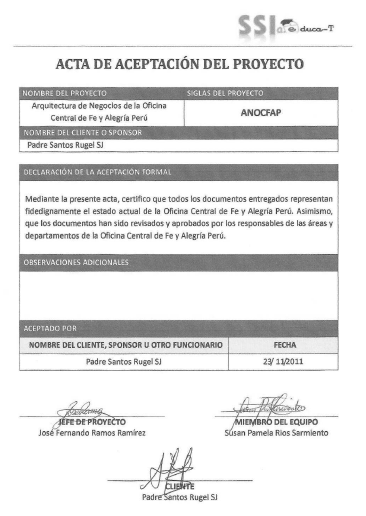 SSI educa-T
ACTA DE ACEPTACIÓN DEL PROYECTO
NOMBRE DEL PROYECTO SIGLAS DEL PROYECTO
Arquitectura de Negocios de la Oficina
Central de Fe y Alegría Perú
ANOCFAP
NOMBRE DEL CLIENTE O SPONSOR
Padre Santos Rugel SJ
DECLARACIÓN DE LA ACEPTACIÓN FORMAL
Mediante la presente acta, certifico que todos los documentos entregados representan
fidedignamente el estado actual de la Oficina Central de Fe y Alegría Perú. Asimismo,
que los documentos han sido revisados y aprobados por los responsables de las áreas y
departamentos de la Oficina Central de Fe y Alegría Perú.
OBSERVACIONES ADICIONALES
ACEPTADO POR
NOMBRE DEL CLIENTE, SPONSOR U OTRO FUNCIONARIO FECHA
Padre Santos Rugel SJ 23/11/2011
JEFE DE PROYECTO MIEMBRO DEL EQUIPO
José Fernando Ramos Ramírez Susan Pamela Rios Sarmiento
CLIENTE
Padre Santos Rugel SJ